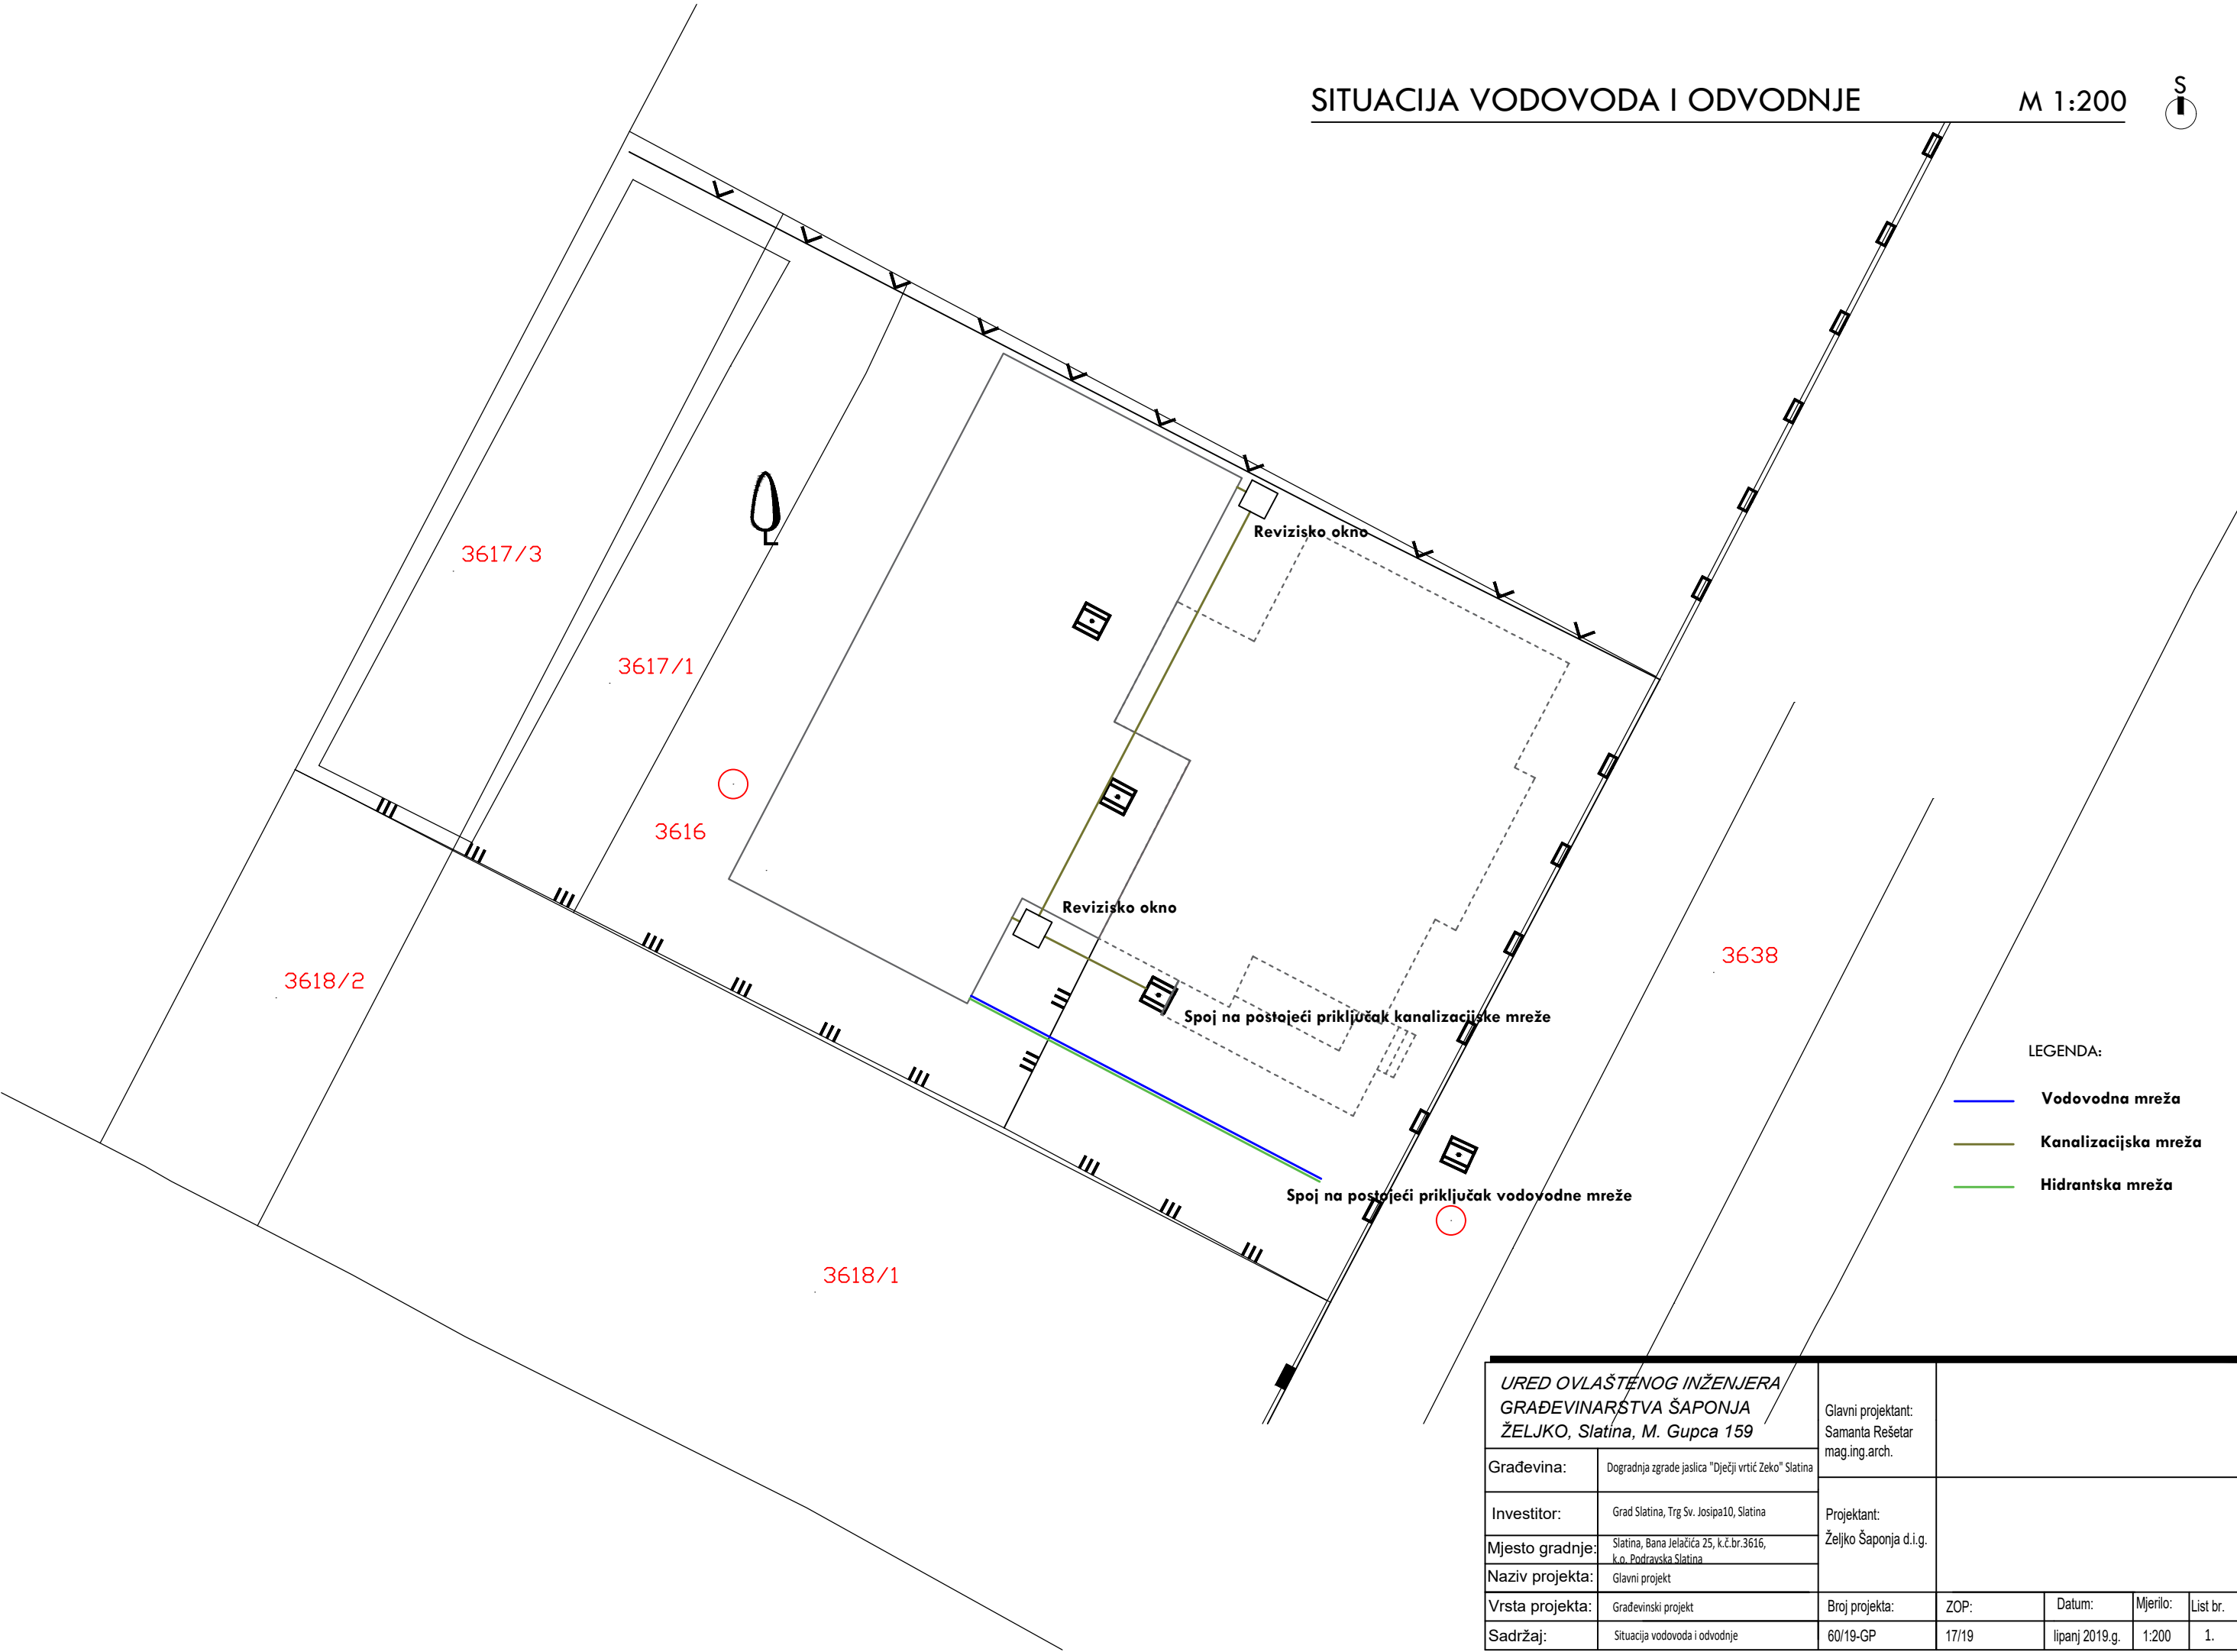 SITUACIJA VODOVODA I ODVODNJE M 1:200
S
Revizisko okno
3617/3
3617/1
3616
Revizisko okno
3638
3618/2
Spoj na postojeći priključak kanalizacijske mreže
LEGENDA:
Vodovodna mreža
Kanalizacijska mreža
Hidrantska mreža
Spoj na postojeći priključak vodovodne mreže
3618/1
URED OVLAŠTENOG INŽENJERA
GRAĐEVINARSTVA ŠAPONJA
ŽELJKO, Slatina, M. Gupca 159
Glavni projektant:
Samanta Rešetar
mag.ing.arch.
Građevina: Dogradnja zgrade jaslica "Dječji vrtić Zeko" Slatina
Investitor: Grad Slatina, Trg Sv. Josipa10, Slatina
Projektant:
Željko Šaponja d.i.g.
Mjesto gradnje: Slatina, Bana Jelačića 25, k.č.br.3616,
k.o. Podravska Slatina
Naziv projekta: Glavni projekt
Vrsta projekta: Građevinski projekt
Broj projekta: ZOP: Datum: Mjerilo: List br.
Sadržaj: Situacija vodovoda i odvodnje
60/19-GP 17/19 lipanj 2019.g. 1:200 1.